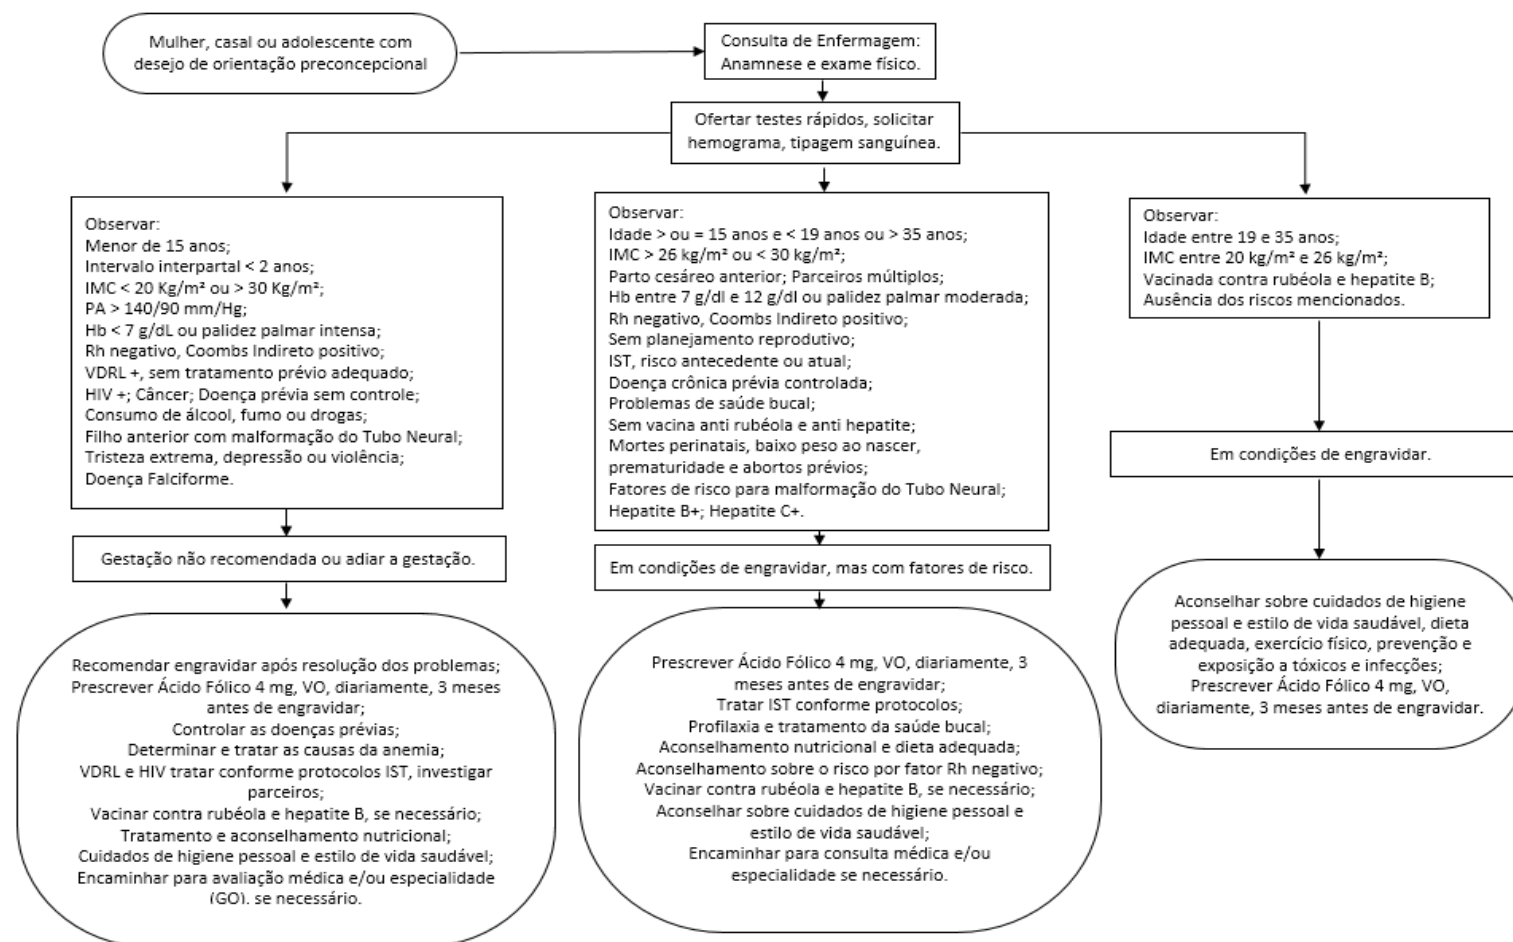 Mulher, casal ou adolescente com
desejo de orientação preconcepcional
Consulta de Enfermagem:
Anamnese e exame físico.
Ofertar testes rápidos, solicitar
hemograma, tipagem sanguínea.
Observar:
Menor de 15 anos;
Intervalo interpartal < 2 anos;
IMC < 20 Kg/m² ou > 30 Kg/m²;
PA > 140/90 mm/Hg;
Hb < 7 g/dL ou palidez palmar intensa;
Rh negativo, Coombs Indireto positivo;
VDRL +, sem tratamento prévio adequado;
HIV +; Câncer; Doença prévia sem controle;
Consumo de álcool, fumo ou drogas;
Filho anterior com malformação do Tubo Neural;
Tristeza extrema, depressão ou violência;
Doença Falciforme.
Gestação não recomendada ou adiar a gestação.
Recomendar engravidar após resolução dos problemas;
Prescrever Ácido Fólico 4 mg, VO, diariamente, 3 meses
antes de engravidar;
Controlar as doenças prévias;
Determinar e tratar as causas da anemia;
VDRL e HIV tratar conforme protocolos IST, investigar
parceiros;
Vacinar contra rubéola e hepatite B, se necessário;
Tratamento e aconselhamento nutricional;
Cuidados de higiene pessoal e estilo de vida saudável;
Encaminhar para avaliação médica e/ou especialidade
(GO), se necessário.
Observar:
Idade > ou = 15 anos e < 19 anos ou > 35 anos;
IMC > 26 kg/m² ou < 30 kg/m²;
Parto cesáreo anterior; Parceiros múltiplos;
Hb entre 7 g/dl e 12 g/dl ou palidez palmar moderada;
Rh negativo, Coombs Indireto positivo;
Sem planejamento reprodutivo;
IST, risco antecedente ou atual;
Doença crônica prévia controlada;
Problemas de saúde bucal;
Sem vacina anti rubéola e anti hepatite;
Mortes perinatais, baixo peso ao nascer,
prematuridade e abortos prévios;
Fatores de risco para malformação do Tubo Neural;
Hepatite B+; Hepatite C+.
Em condições de engravidar, mas com fatores de risco.
Prescrever Ácido Fólico 4 mg, VO, diariamente, 3
meses antes de engravidar;
Tratar IST conforme protocolos;
Profilaxia e tratamento da saúde bucal;
Aconselhamento nutricional e dieta adequada;
Aconselhamento sobre o risco por fator Rh negativo;
Vacinar contra rubéola e hepatite B, se necessário;
Aconselhar sobre cuidados de higiene pessoal e
estilo de vida saudável;
Encaminhar para consulta médica e/ou
especialidade se necessário.
Observar:
Idade entre 19 e 35 anos;
IMC entre 20 kg/m² e 26 kg/m²;
Vacinada contra rubéola e hepatite B;
Ausência dos riscos mencionados.
Em condições de engravidar.
Aconselhar sobre cuidados de higiene
pessoal e estilo de vida saudável, dieta
adequada, exercício físico, prevenção e
exposição a tóxicos e infecções;
Prescrever Ácido Fólico 4 mg, VO,
diariamente, 3 meses antes de engravidar.